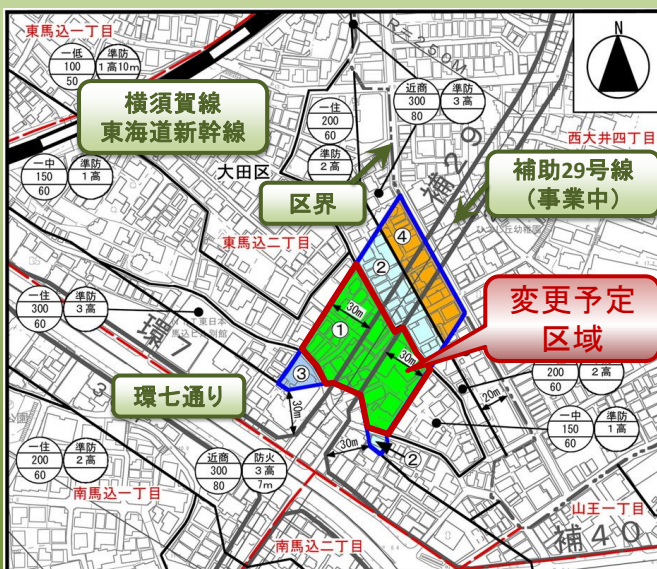 東馬込一丁目
一低
100
50
準防
1高10m
横須賀線
東海道新幹線
一住
200
60
準防
2高
近商
300
80
準防
3高
R=250M
N
西大井四丁目
一中
150
60
準防
1高
大田区
区界
補29
補助29号線
(事業中)
東馬込二丁目
④
②
変更予定
区域
一住
300
60
準防
3高
環7
①
30m
30m
③
環七通り
30m
200
60
2高
20m
一中
150
60
準防
1高
②
30m
一住
200
60
準防
2高
近商
300
80
防火
3高
7m
南馬込一丁目
南馬込二丁目
山王一丁目
補40